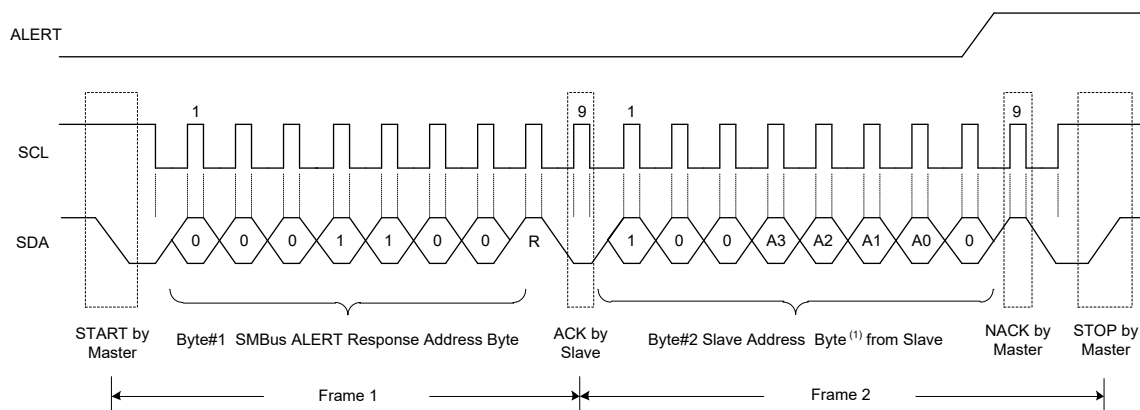 ALERT
1 9 1 9
SCL
SDA
0 0 0 1 1 0 0 R 1 0 0 A3 A2 A1 A0 0
START by Master
Byte#1 SMBus ALERT Response Address Byte
ACK by Slave
Byte#2 Slave Address Byte (1) from Slave
NACK by Master
STOP by Master
Frame 1
Frame 2